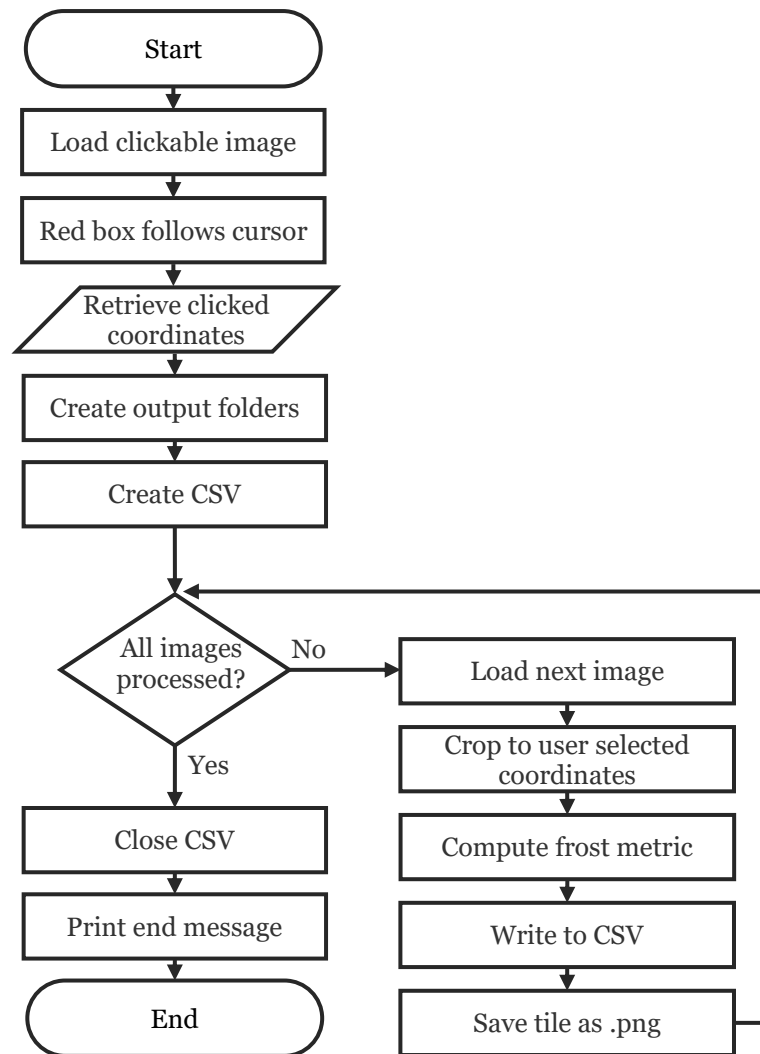 Start
Load clickable image
Red box follows cursor
Retrieve clicked
coordinates
Create output folders
Create CSV
All images
processed?
No
Yes
Load next image
Crop to user selected
coordinates
Compute frost metric
Write to CSV
Save tile as .png
Close CSV
Print end message
End